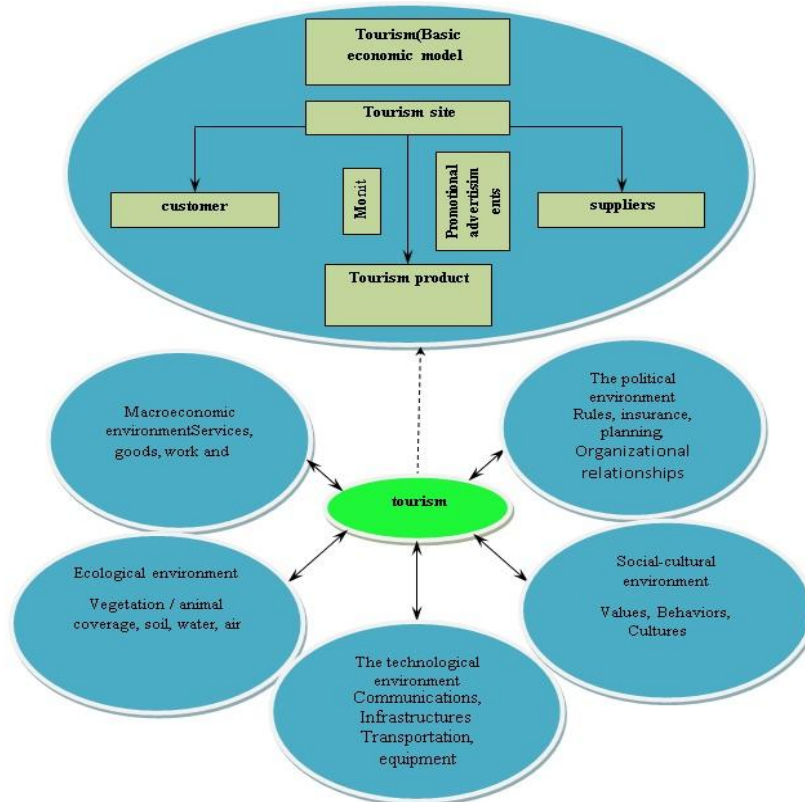 Tourism(Basic
economic model
Tourism site
customer
Monit
Promotional
advertisim
ents
suppliers
Tourism product
Macroeconomic
environmentServices,
goods, work and
The political
environment
Rules, insurance,
planning,
Organizational
relationships
tourism
Ecological environment
Vegetation / animal
coverage, soil, water, air
Social-cultural
environment
Values, Behaviors,
Cultures
The technological
environment
Communications,
Infrastructures
Transportation,
equipment